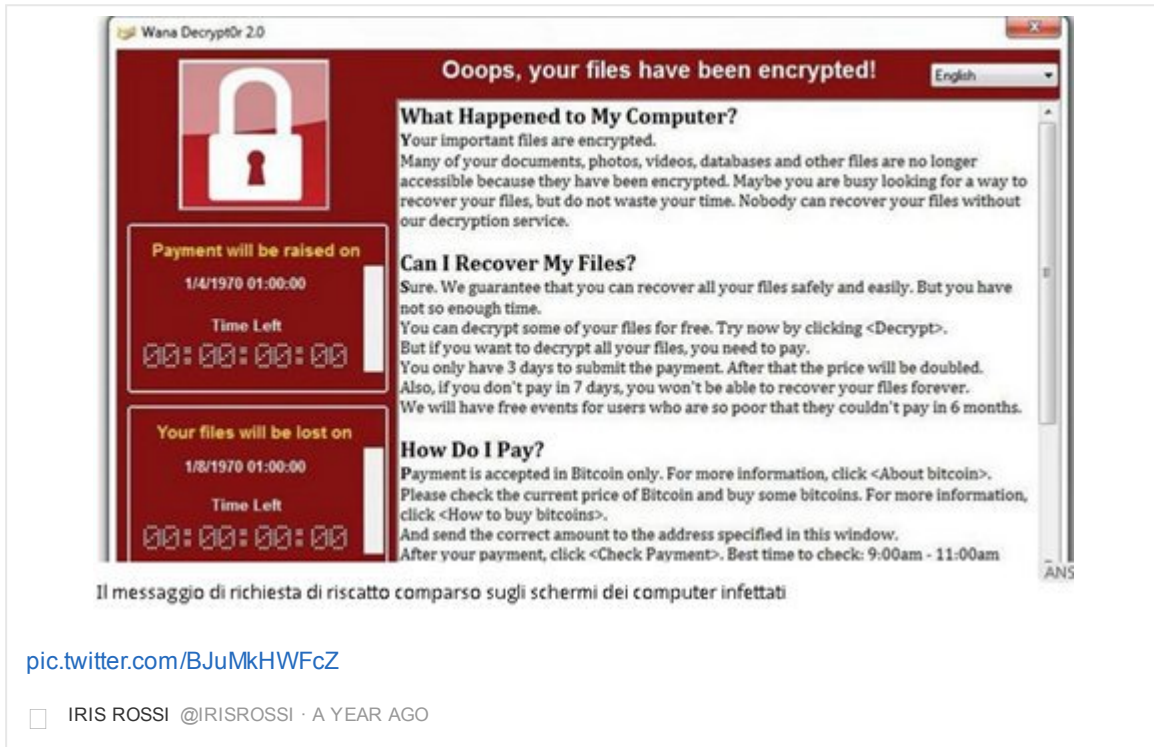 Wana Decrypt0r 2.0
Ooops, your files have been encrypted!
English
What Happened to My Computer?
Your important files are encrypted.
Many of your documents, photos, videos, databases and other files are no longer
accessible because they have been encrypted. Maybe you are busy looking for a way to
recover your files, but do not waste your time. Nobody can recover your files without
our decryption service.
Payment will be raised on
1/4/1970 01:00:00
Time Left
00:00:00:00
Can I Recover My Files?
Sure. We guarantee that you can recover all your files safely and easily. But you have
not so enough time.
You can decrypt some of your files for free. Try now by clicking <Decrypt>.
But if you want to decrypt all your files, you need to pay.
You only have 3 days to submit the payment. After that the price will be doubled.
Also, if you don't pay in 7 days, you won't be able to recover your files forever.
We will have free events for users who are so poor that they couldn't pay in 6 months.
Your files will be lost on
1/8/1970 01:00:00
Time Left
00:00:00:00
How Do I Pay?
Payment is accepted in Bitcoin only. For more information, click <About bitcoin>.
Please check the current price of Bitcoin and buy some bitcoins. For more information,
click <How to buy bitcoins>.
And send the correct amount to the address specified in this window.
After your payment, click <Check Payment>. Best time to check: 9:00am - 11:00am
ANS
Il messaggio di richiesta di riscatto comparso sugli schermi dei computer infettati
pic.twitter.com/BJuMkHWFcZ
IRIS ROSSI @IRISROSSI · A YEAR AGO